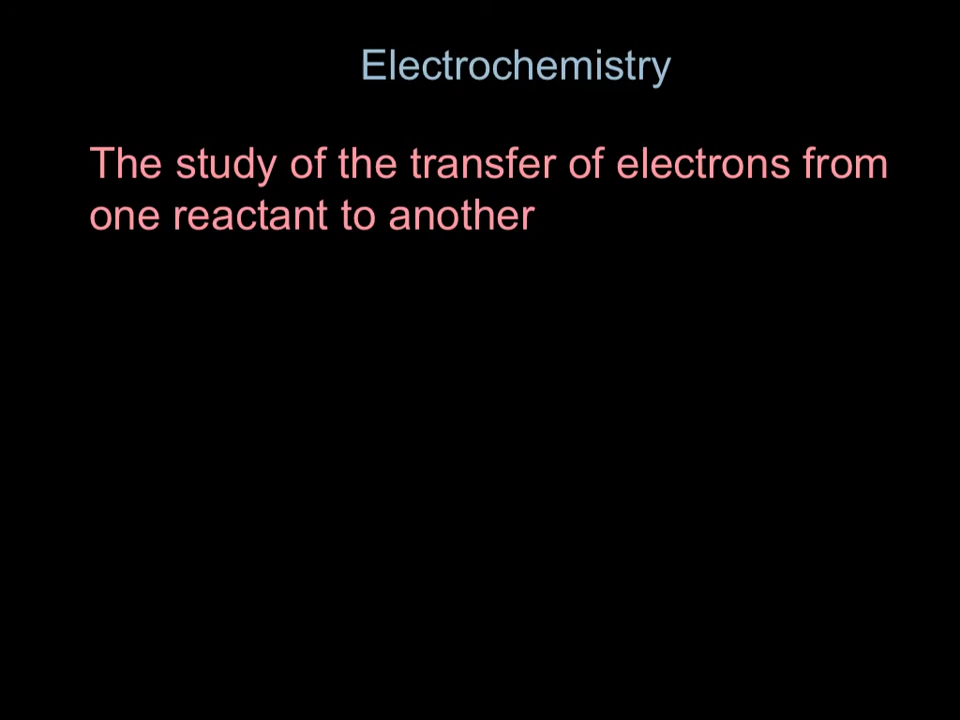 Electrochemistry
The study of the transfer of electrons from
one reactant to another